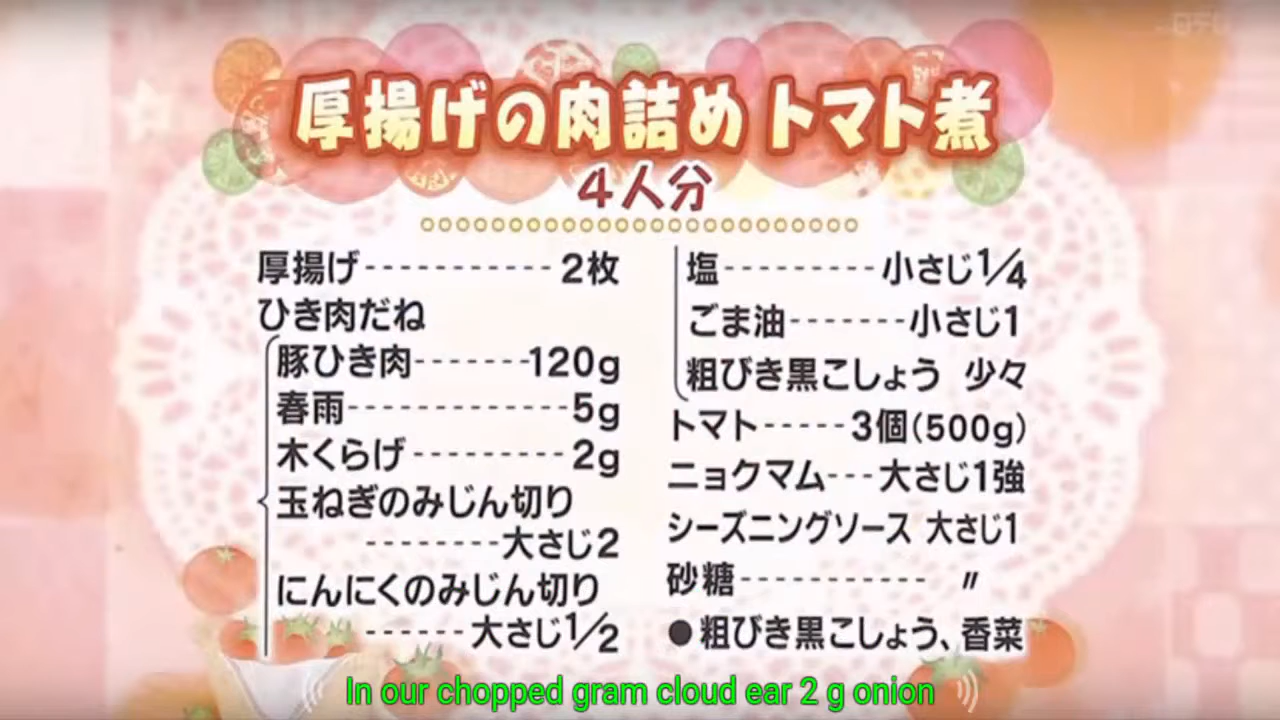 厚揚げの肉詰め トマト煮
4人分
厚揚げ----------- 2枚
ひき肉だね
豚ひき肉-------120g
春雨-------------5g
木くらげ--------- 2g
玉ねぎのみじん切り
--------大さじ2
にんにくのみじん切り
------大さじ1/2
塩---------小さじ1/4
ごま油-------小さじ1
粗びき黒こしょう 少々
トマト-----3個(500g)
ニョクマム---大さじ1強
シーズニングソース 大さじ1
砂糖----------- 〃
●粗びき黒こしょう、香菜
In our chopped gram cloud ear 2 g onion